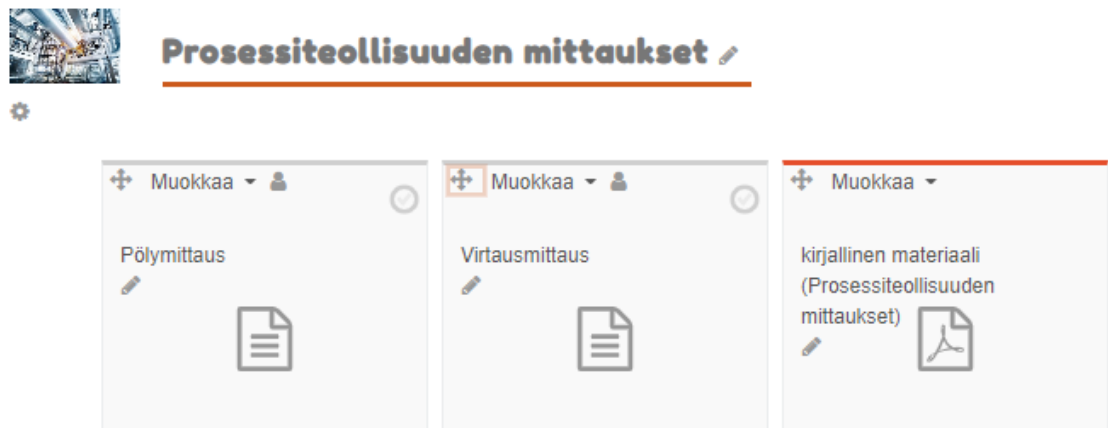 Prosessiteollisuuden mittaukset
Muokkaa
Muokkaa
Muokkaa
Pölymittaus
Virtausmittaus
kirjallinen materiaali
(Prosessiteollisuuden
mittaukset)